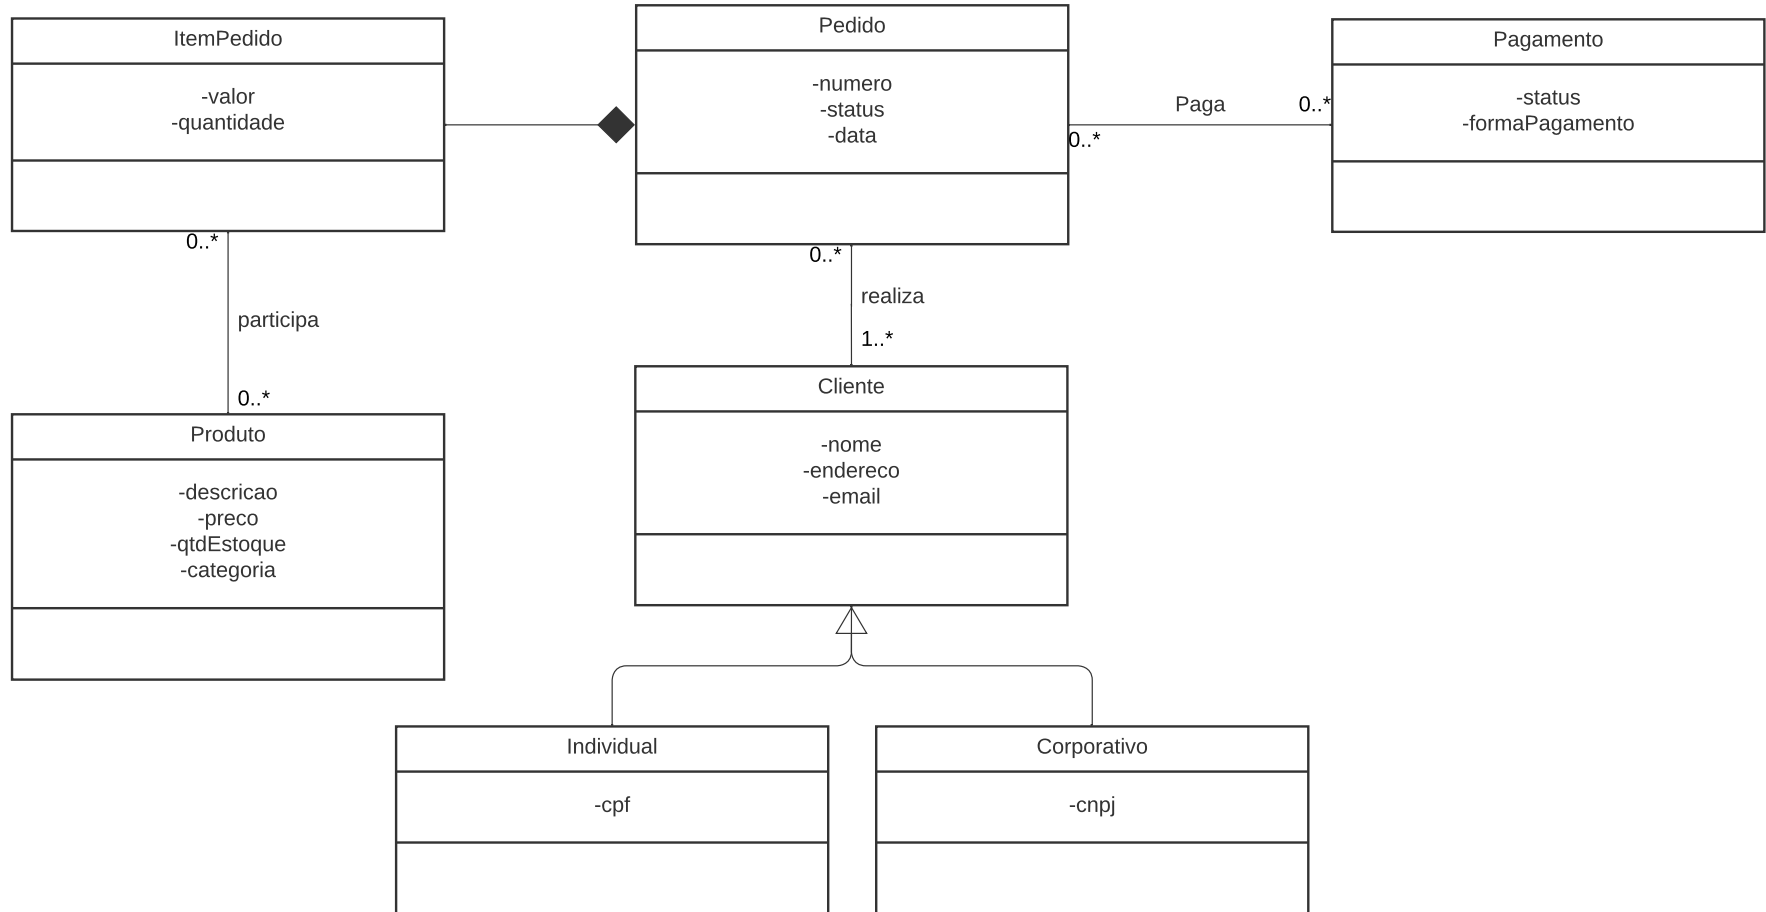 ItemPedido
-valor
-quantidade
Pedido
-numero
-status
-data
Paga
0..*
0..*
Pagamento
-status
-formaPagamento
0..*
participa
0..*
0..*
realiza
1..*
Produto
-descricao
-preco
-qtdEstoque
-categoria
Cliente
-nome
-endereco
-email
Individual
-cpf
Corporativo
-cnpj